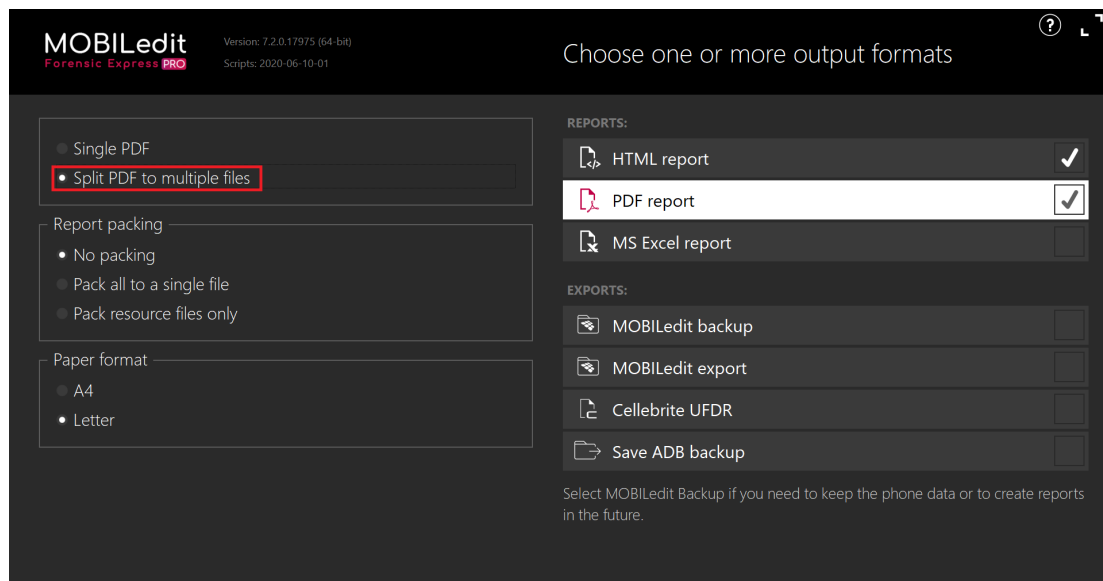 MOBILedit
Forensic Express PRO
Version: 7.2.0.17975 (64-bit)
Scripts: 2020-06-10-01
Choose one or more output formats
?
Single PDF
Split PDF to multiple files
Report packing
No packing
Pack all to a single file
Pack resource files only
Paper format
A4
Letter
REPORTS:
HTML report
PDF report
MS Excel report
EXPORTS:
MOBILedit backup
MOBILedit export
Cellebrite UFDR
Save ADB backup
Select MOBILedit Backup if you need to keep the phone data or to create reports
in the future.